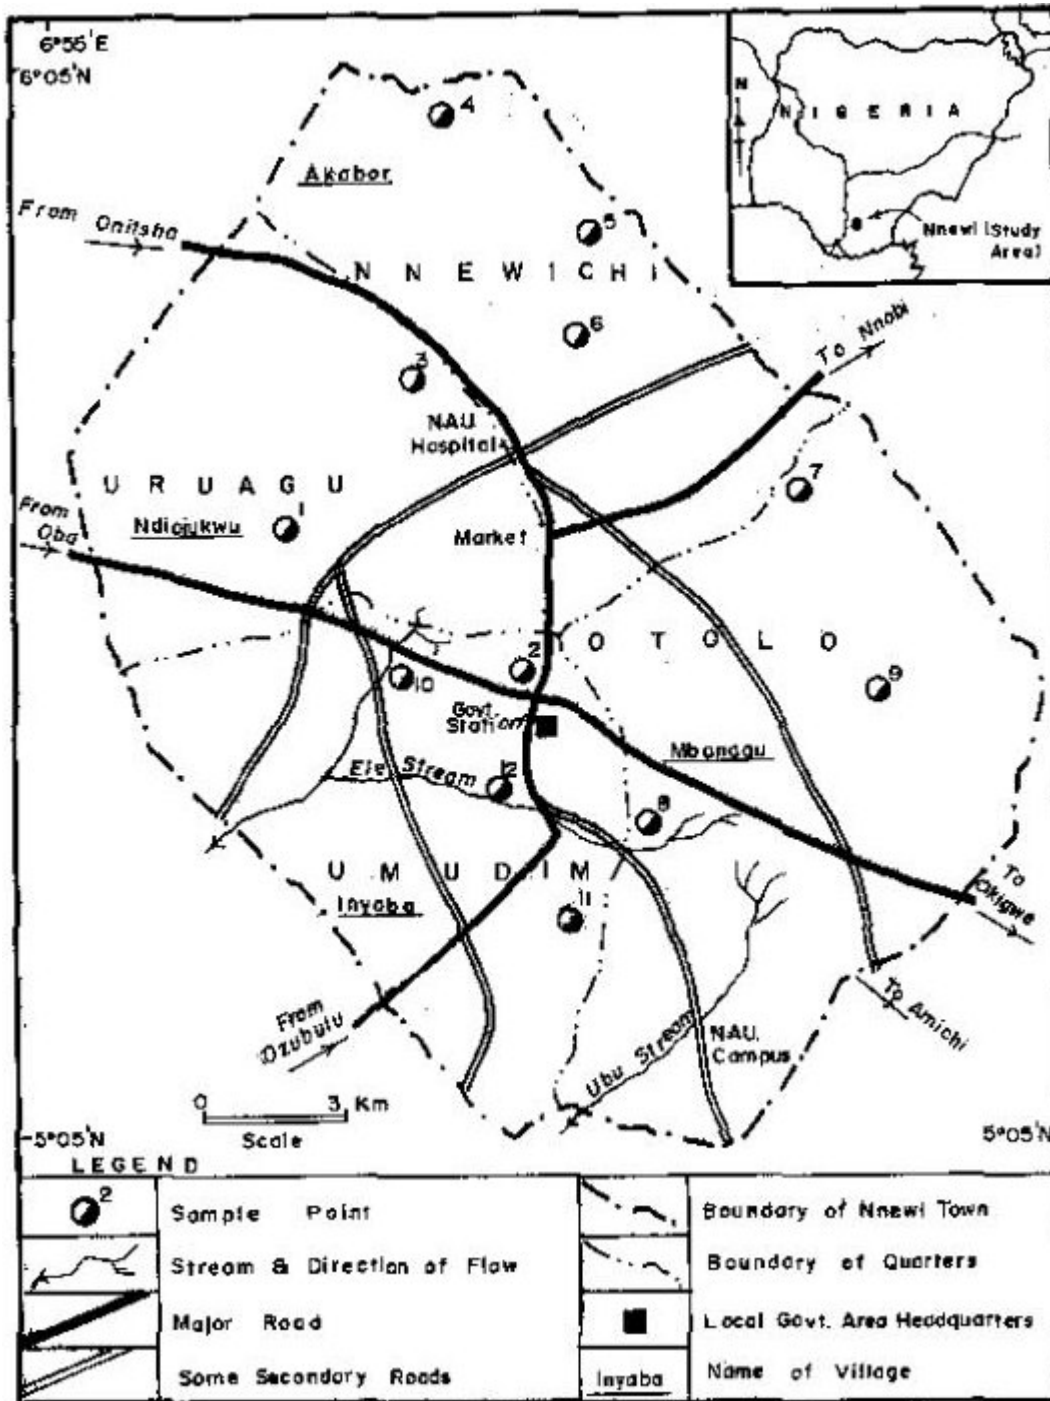 6°55'E
6°05'N
4
Akabor
From Onitsha
5
N N E W I C H I
6
3
NAU.
Hospital
N
N I G E R I A
Nnewi (Study
Area)
To Nnobi
U R U A G U
7
1
From
Oba
Ndiojukwu
Market
O T O L O
2
9
10
Govt.
Station
Mbanagu
Ele Stream
12
8
U M U D I M
To
Okigwe
Inyaba
11
To Amichi
From
Ozubulu
Ubu Stream
NAU.
Campus
0 3 Km
Scale
5°05'N
5°05'N
LEGEND
2
Sample Point
Boundary of Nnewi Town
Stream & Direction of Flow
Boundary of Quarters
Major Road
Local Govt. Area Headquarters
Some Secondary Roads
Inyaba
Name of Village